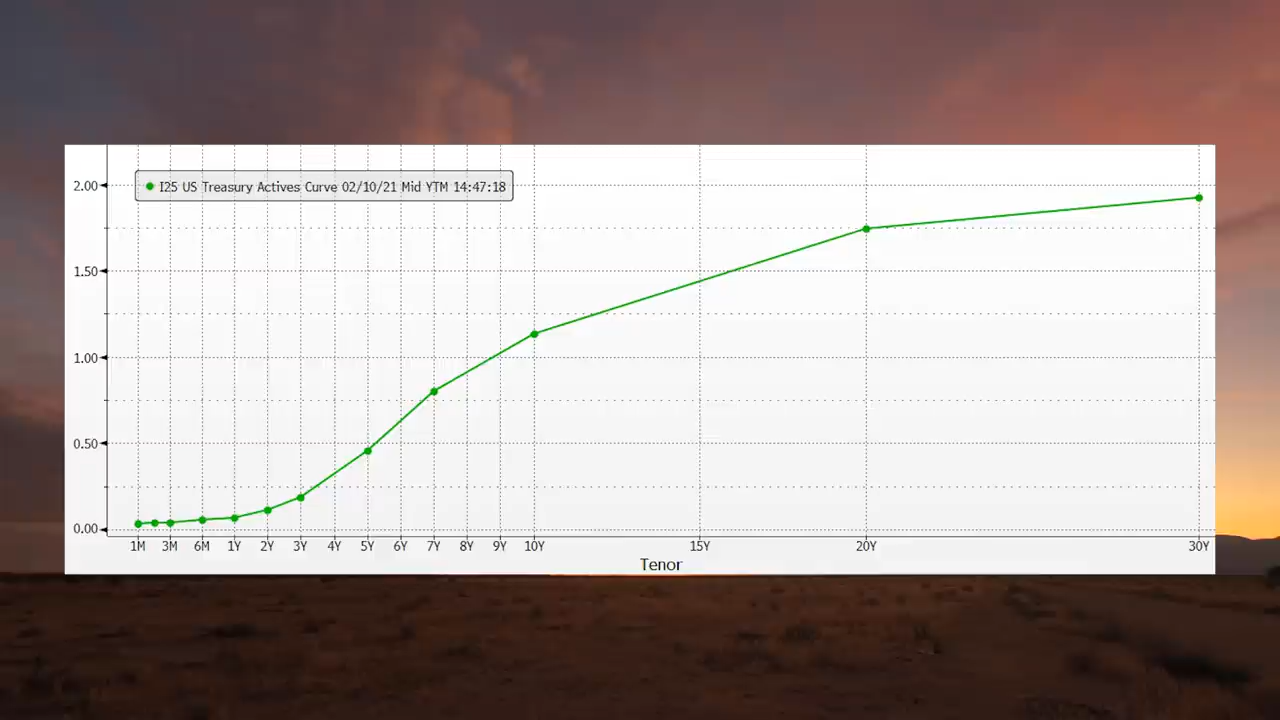 I25 US Treasury Actives Curve 02/10/21 Mid YTM 14:47:18
2.00
1.50
1.00
0.50
0.00
1M 3M 6M 1Y 2Y 3Y 4Y 5Y 6Y 7Y 8Y 9Y 10Y 15Y 20Y 30Y
Tenor